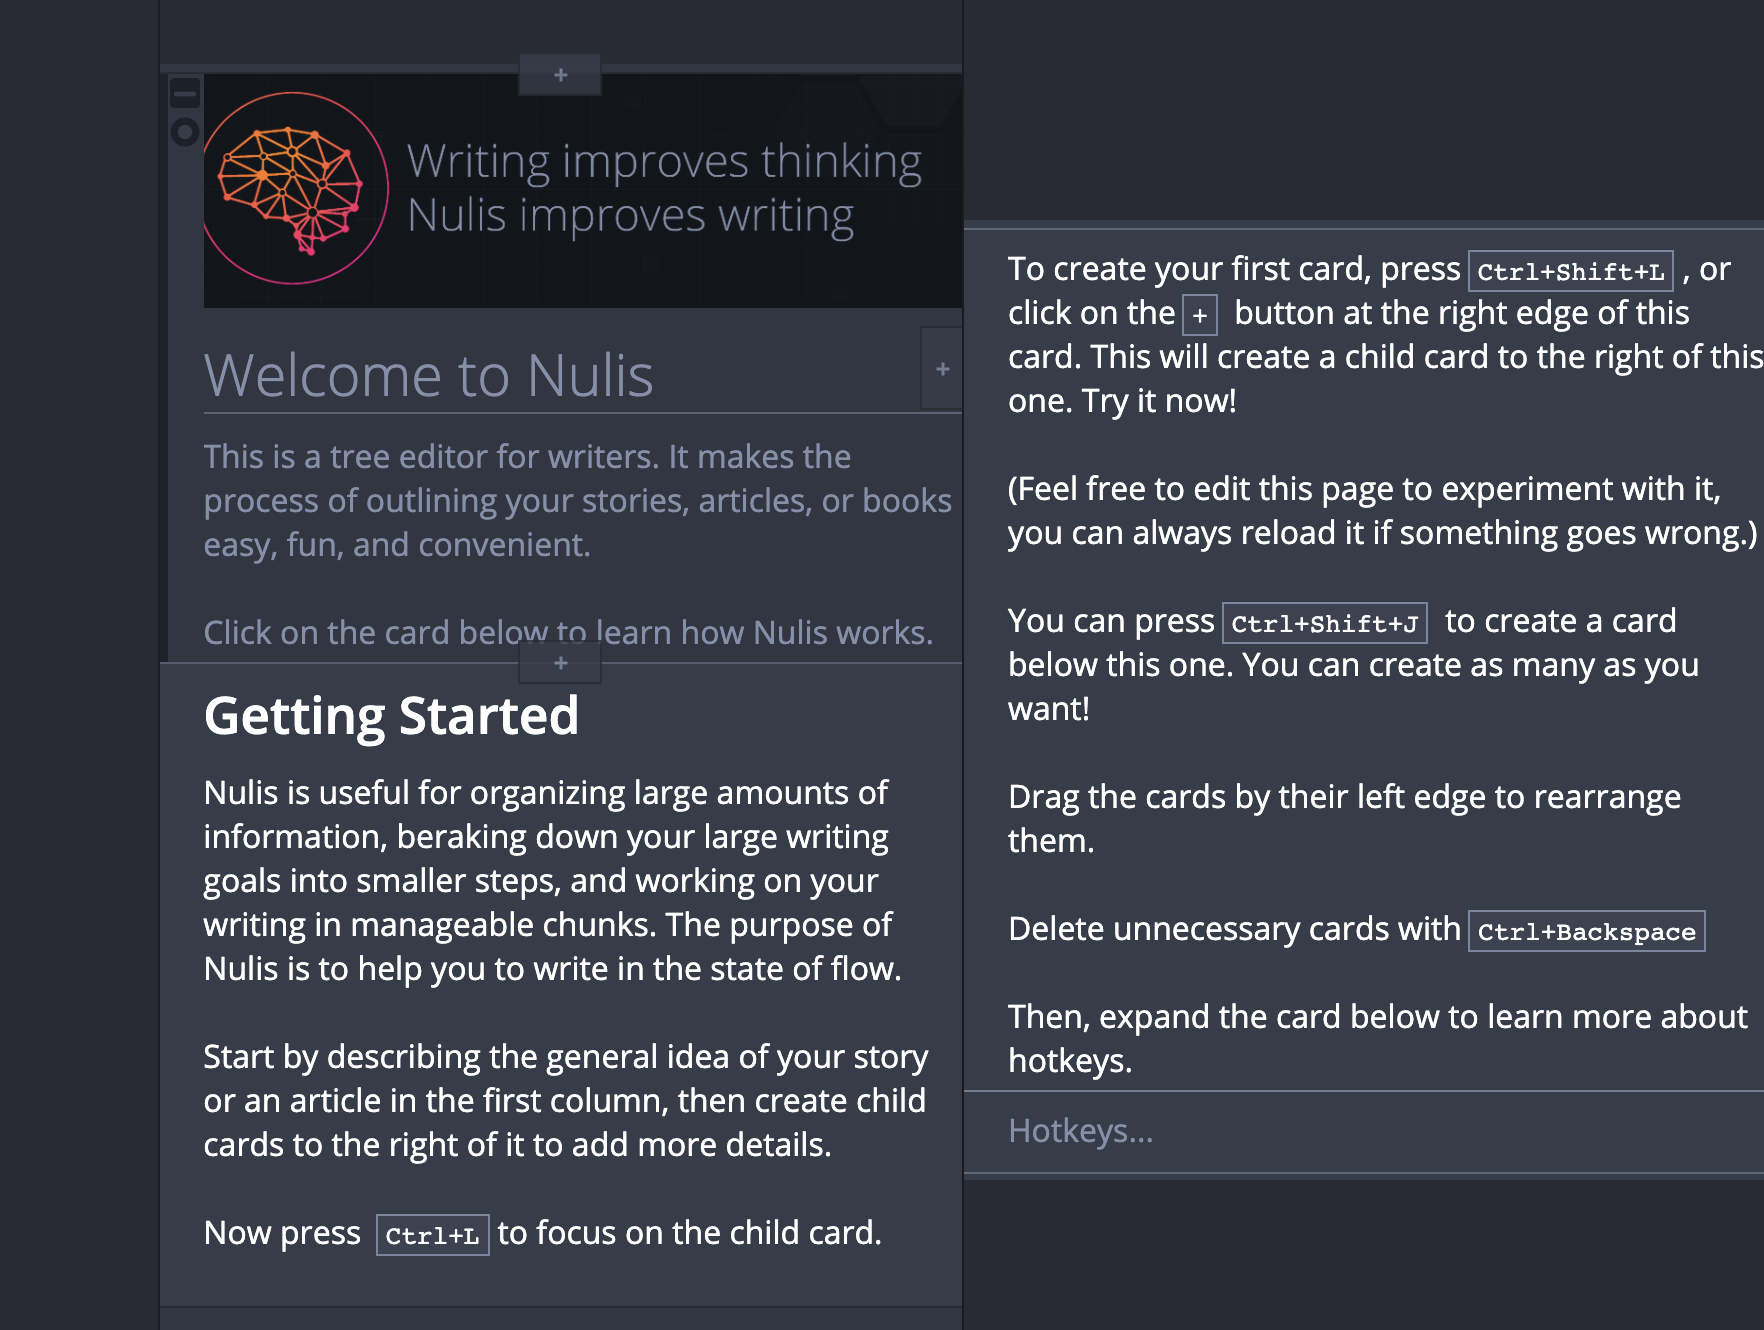 Writing improves thinking
Nulis improves writing
Welcome to Nulis
This is a tree editor for writers. It makes the
process of outlining your stories, articles, or books
easy, fun, and convenient.
Click on the card below to learn how Nulis works.
Getting Started
Nulis is useful for organizing large amounts of
information, beraking down your large writing
goals into smaller steps, and working on your
writing in manageable chunks. The purpose of
Nulis is to help you to write in the state of flow.
Start by describing the general idea of your story
or an article in the first column, then create child
cards to the right of it to add more details.
Now press Ctrl+L to focus on the child card.
To create your first card, press Ctrl+Shift+L , or
click on the + button at the right edge of this
card. This will create a child card to the right of this
one. Try it now!
(Feel free to edit this page to experiment with it,
you can always reload it if something goes wrong.)
You can press Ctrl+Shift+J to create a card
below this one. You can create as many as you
want!
Drag the cards by their left edge to rearrange
them.
Delete unnecessary cards with Ctrl+Backspace
Then, expand the card below to learn more about
hotkeys.
Hotkeys...